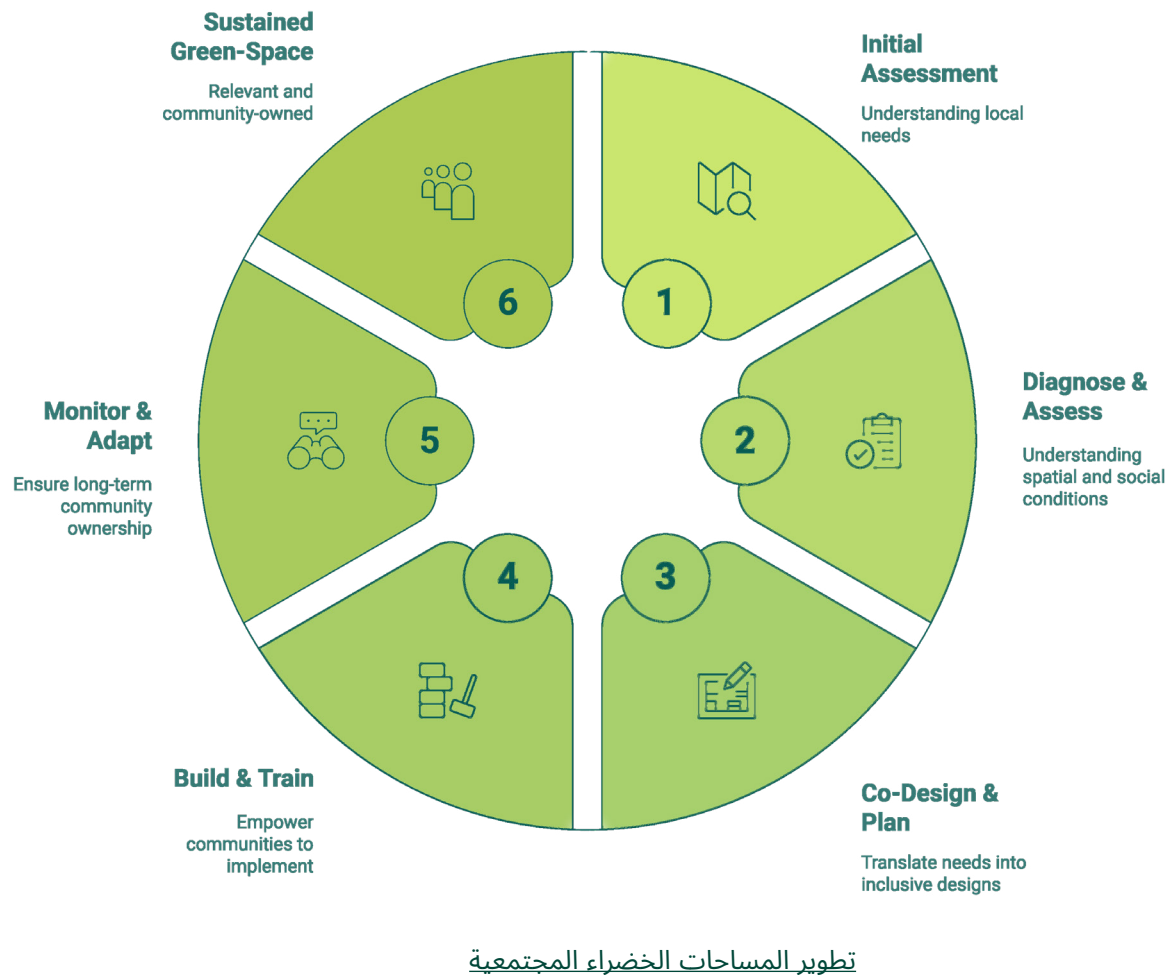 Initial
Assessment
Understanding local
needs
1
Diagnose &
Assess
Understanding
spatial and social
conditions
2
Co-Design &
Plan
Translate needs into
inclusive designs
3
Build & Train
Empower
communities to
implement
4
Monitor &
Adapt
Ensure long-term
community
ownership
5
Sustained
Green-Space
Relevant and
community-owned
6
تطوير المساحات الخضراء المجتمعية